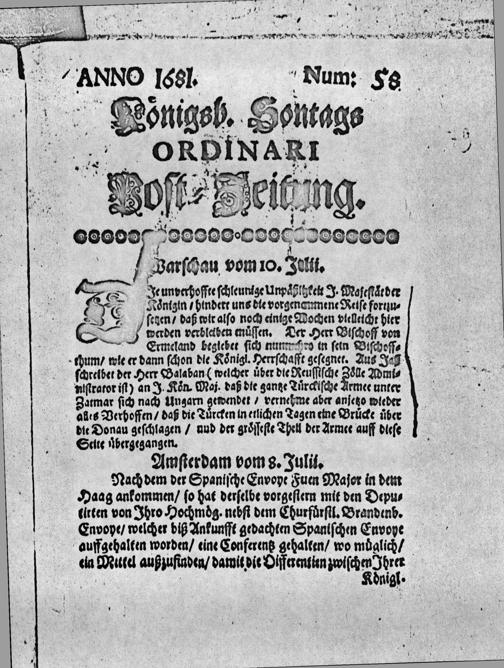 ANNO 1681. Num: 58
Königsb. Sontags
ORDINARI
Post-Zeitung.
Warschau vom 10. Julii.
Je unverhoffte schleunige Unpäßligkeit J. Majestät der
Königin / hindert uns die vorgenommene Reise fortzu-
setzen / daß wir also noch einige Wochen vielleicht hier
werden verbleiben müssen. Der Herr Bischoff von
Ermeland begiebet sich nunmehro in sein Bischoff-
thum / wie er dann schon die Königl. Herrschafft gesegnet. Aus Jaß
schreibet der Herr Balaban ( welcher über die Reussische Zölle Admi-
nistrator ist ) an J. Kön. Maj. daß die gantze Türckische Armee unter
Zatmar sich nach Ungarn gewendet / vernehme aber anjetzo wieder
alles Verhoffen / daß die Türcken in etlichen Tagen eine Brücke über
die Donau geschlagen / und der grösseste Theil der Armee auff diese
Seite übergegangen.
Amsterdam vom 8. Julii.
Nach dem der Spanische Envoye Fuen Major in dem
Haag ankommen / so hat derselbe vorgestern mit den Depu-
tirten von Ihro Hochmög. nebst dem Churfürstl. Brandenb.
Envoye / welcher biß Ankunfft gedachten Spanischen Envoye
auffgehalten worden / eine Conferentz gehalten / wo müglich /
ein Mittel außzufinden / damit die Differentien zwischen Ihrer
Königl.